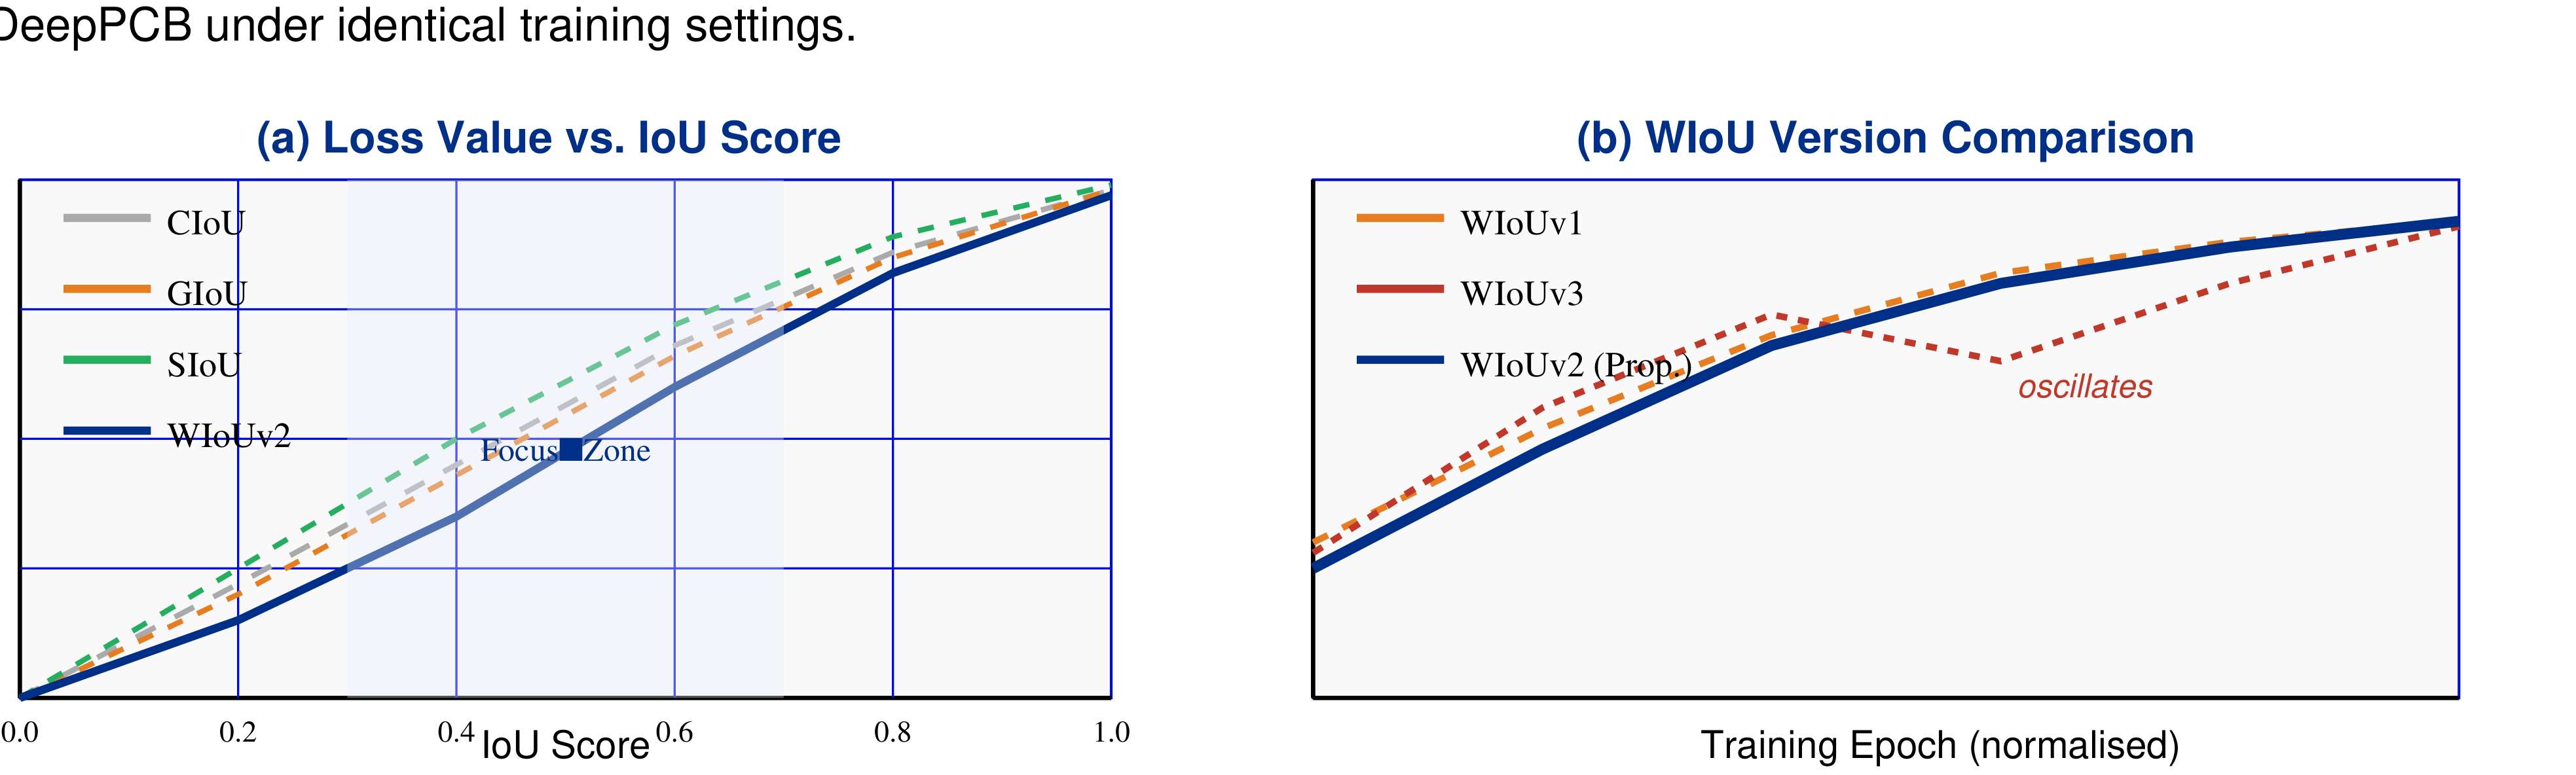 DeepPCB under identical training settings.
(a) Loss Value vs. IoU Score
CIoU
GIoU
SIoU
WIoUv2
Focus Zone
0.0 0.2 0.4 0.6 0.8 1.0
IoU Score
(b) WIoU Version Comparison
WIoUv1
WIoUv3
WIoUv2 (Prop.)
oscillates
Training Epoch (normalised)